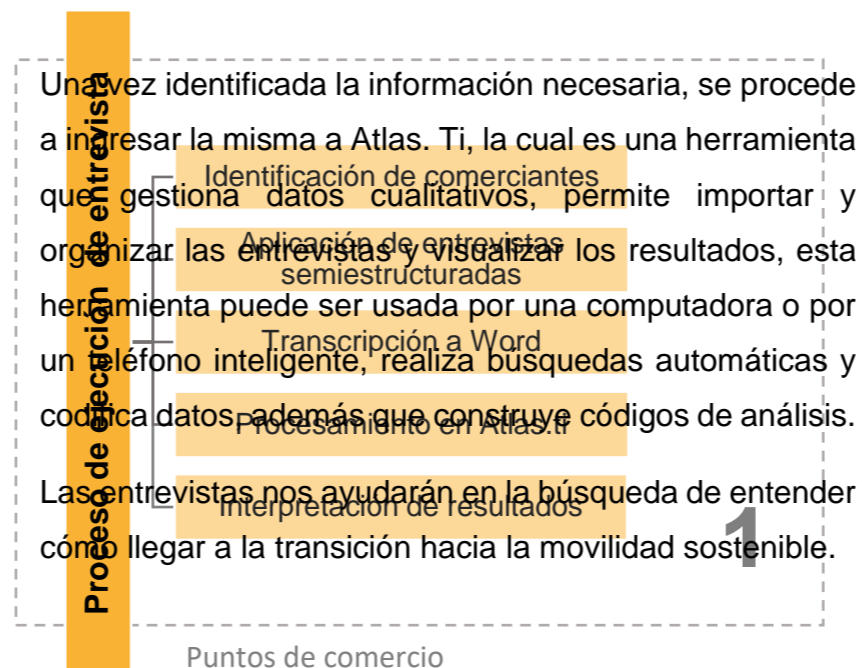 Una vez identificada la información necesaria, se procede
a ingresar la misma a Atlas. Ti, la cual es una herramienta
que gestiona datos cualitativos, permite importar y
organizar las entrevistas y visualizar los resultados, esta
herramienta puede ser usada por una computadora o por
un teléfono inteligente, realiza búsquedas automáticas y
codifica datos, además que construye códigos de análisis.
Las entrevistas nos ayudarán en la búsqueda de entender
cómo llegar a la transición hacia la movilidad sostenible.
Proceso de ejecución de entrevista
Identificación de comerciantes
Aplicación de entrevistas
semiestructuradas
Transcripción a Word
Procesamiento en Atlas.ti
Interpretación de resultados
1
Puntos de comercio